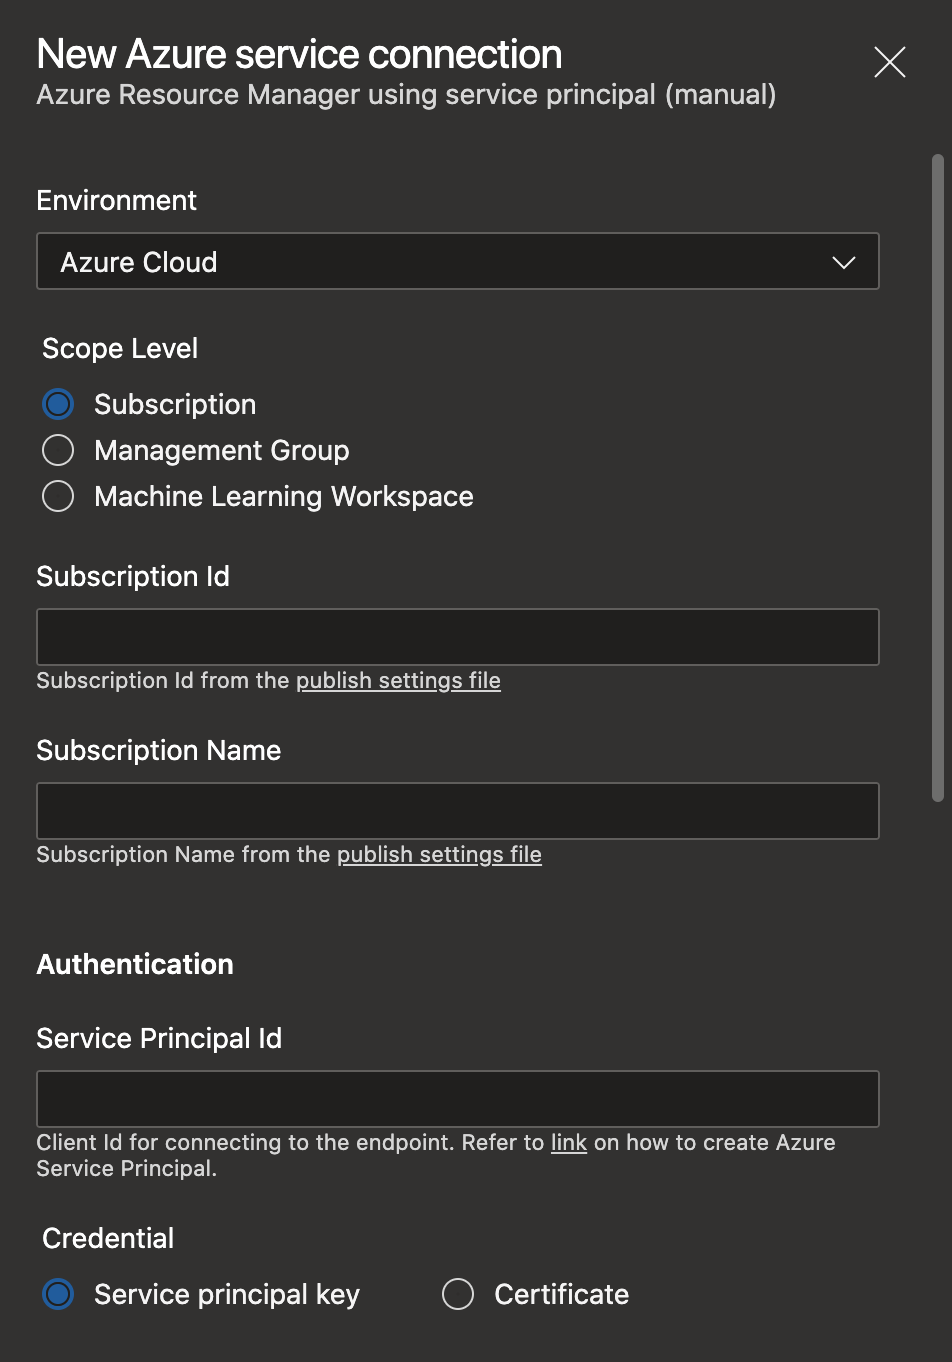 New Azure service connection
Azure Resource Manager using service principal (manual)
Environment
Azure Cloud
Scope Level
Subscription
Management Group
Machine Learning Workspace
Subscription Id
Subscription Id from the publish settings file
Subscription Name
Subscription Name from the publish settings file
Authentication
Service Principal Id
Client Id for connecting to the endpoint. Refer to link on how to create Azure
Service Principal.
Credential
Service principal key Certificate